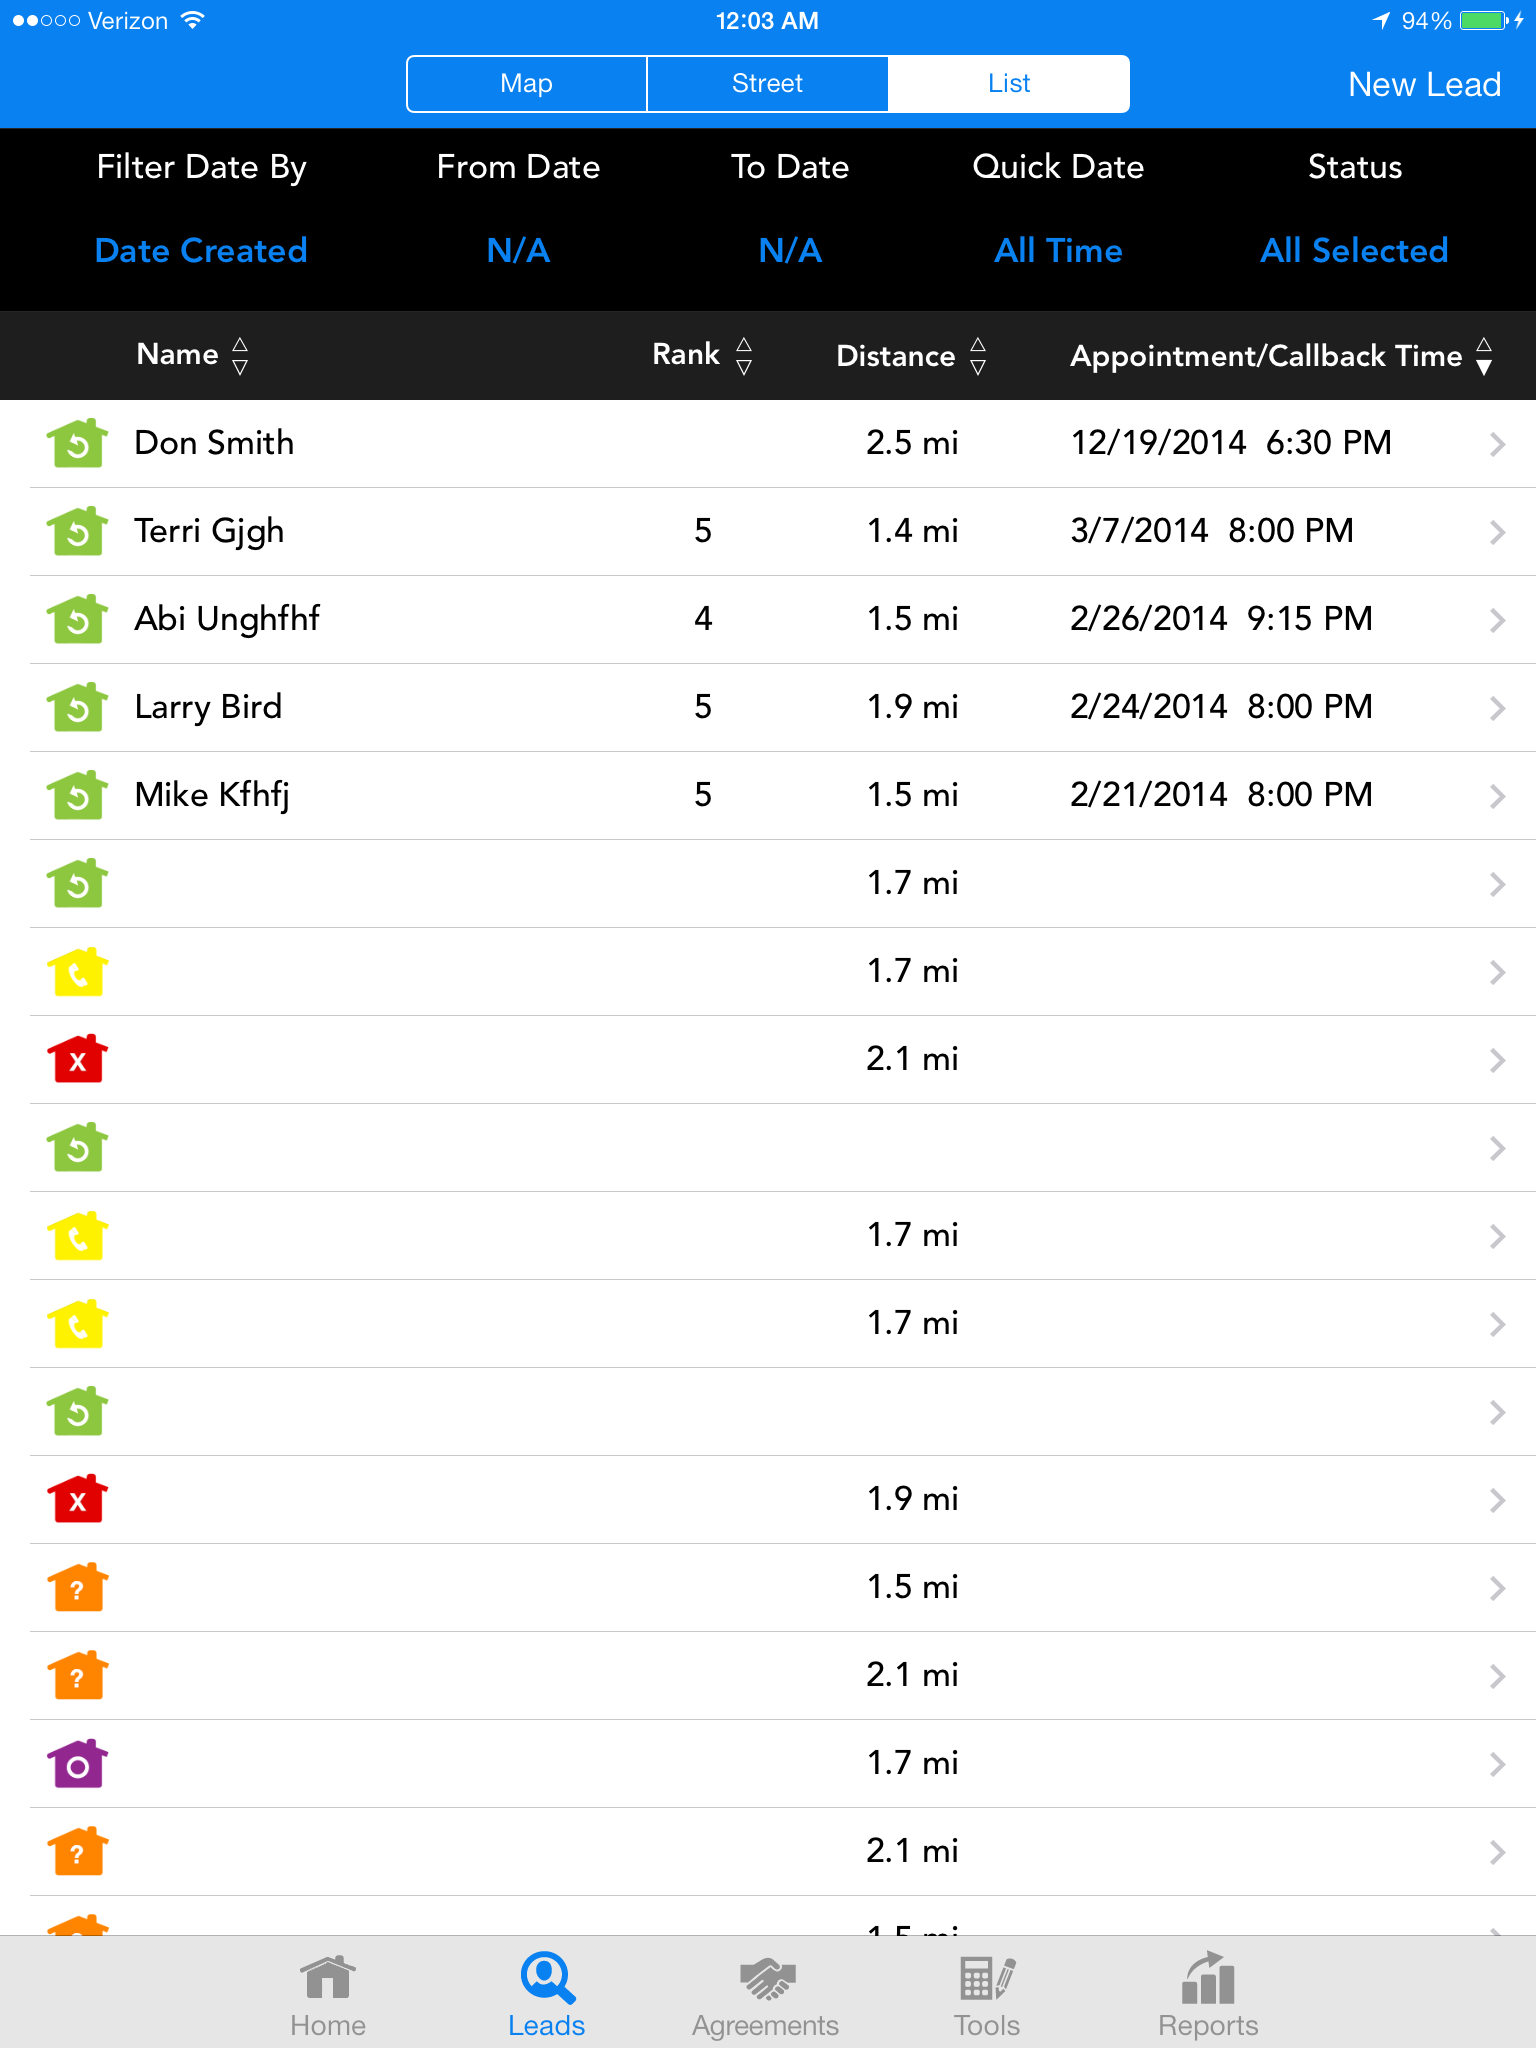 Verizon 12:03 AM 94%
Map Street List New Lead
Filter Date By From Date To Date Quick Date Status
Date Created N/A N/A All Time All Selected
Name Rank Distance Appointment/Callback Time
Don Smith 2.5 mi 12/19/2014 6:30 PM
Terri Gjgh 5 1.4 mi 3/7/2014 8:00 PM
Abi Unghfhf 4 1.5 mi 2/26/2014 9:15 PM
Larry Bird 5 1.9 mi 2/24/2014 8:00 PM
Mike Kfhfj 5 1.5 mi 2/21/2014 8:00 PM
1.7 mi
1.7 mi
X 2.1 mi
1.7 mi
1.7 mi
X 1.9 mi
? 1.5 mi
? 2.1 mi
1.7 mi
? 2.1 mi
1.5 mi
Home Leads Agreements Tools Reports